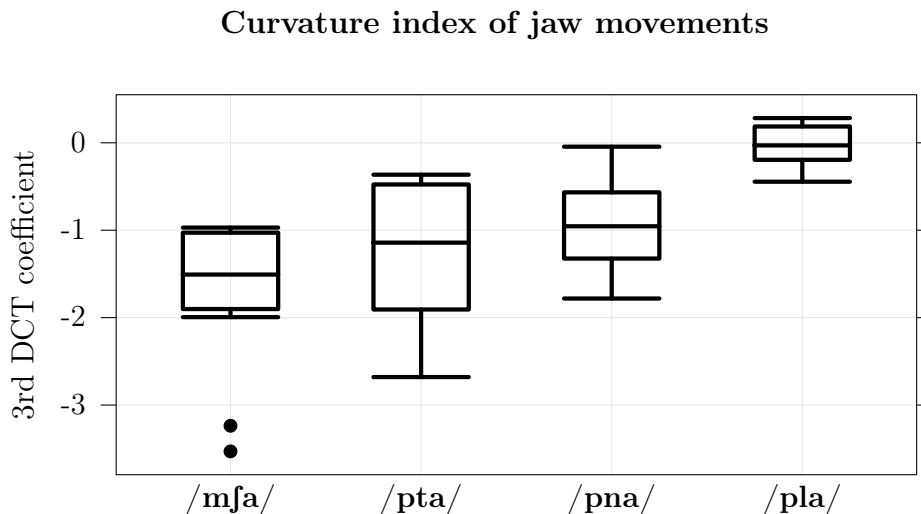 Curvature index of jaw movements
3rd DCT coefficient
0
-1
-2
-3
/mʃa/ /pta/ /pna/ /pla/